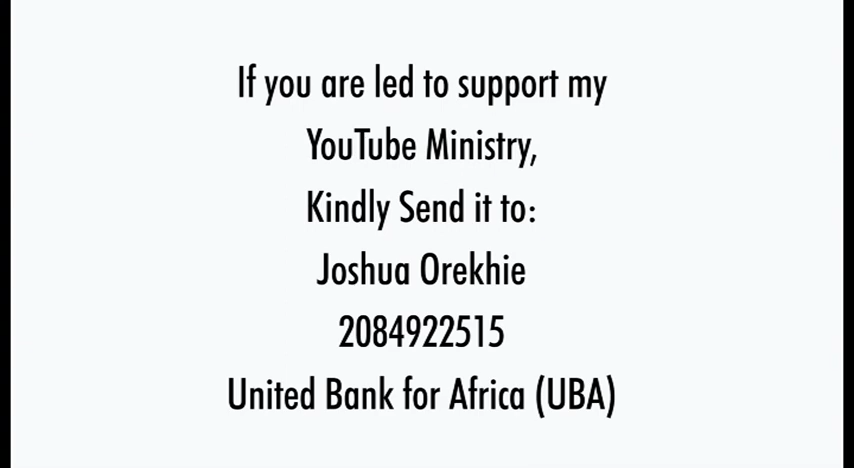 If you are led to support my
YouTube Ministry,
Kindly Send it to:
Joshua Orekhie
2084922515
United Bank for Africa (UBA)